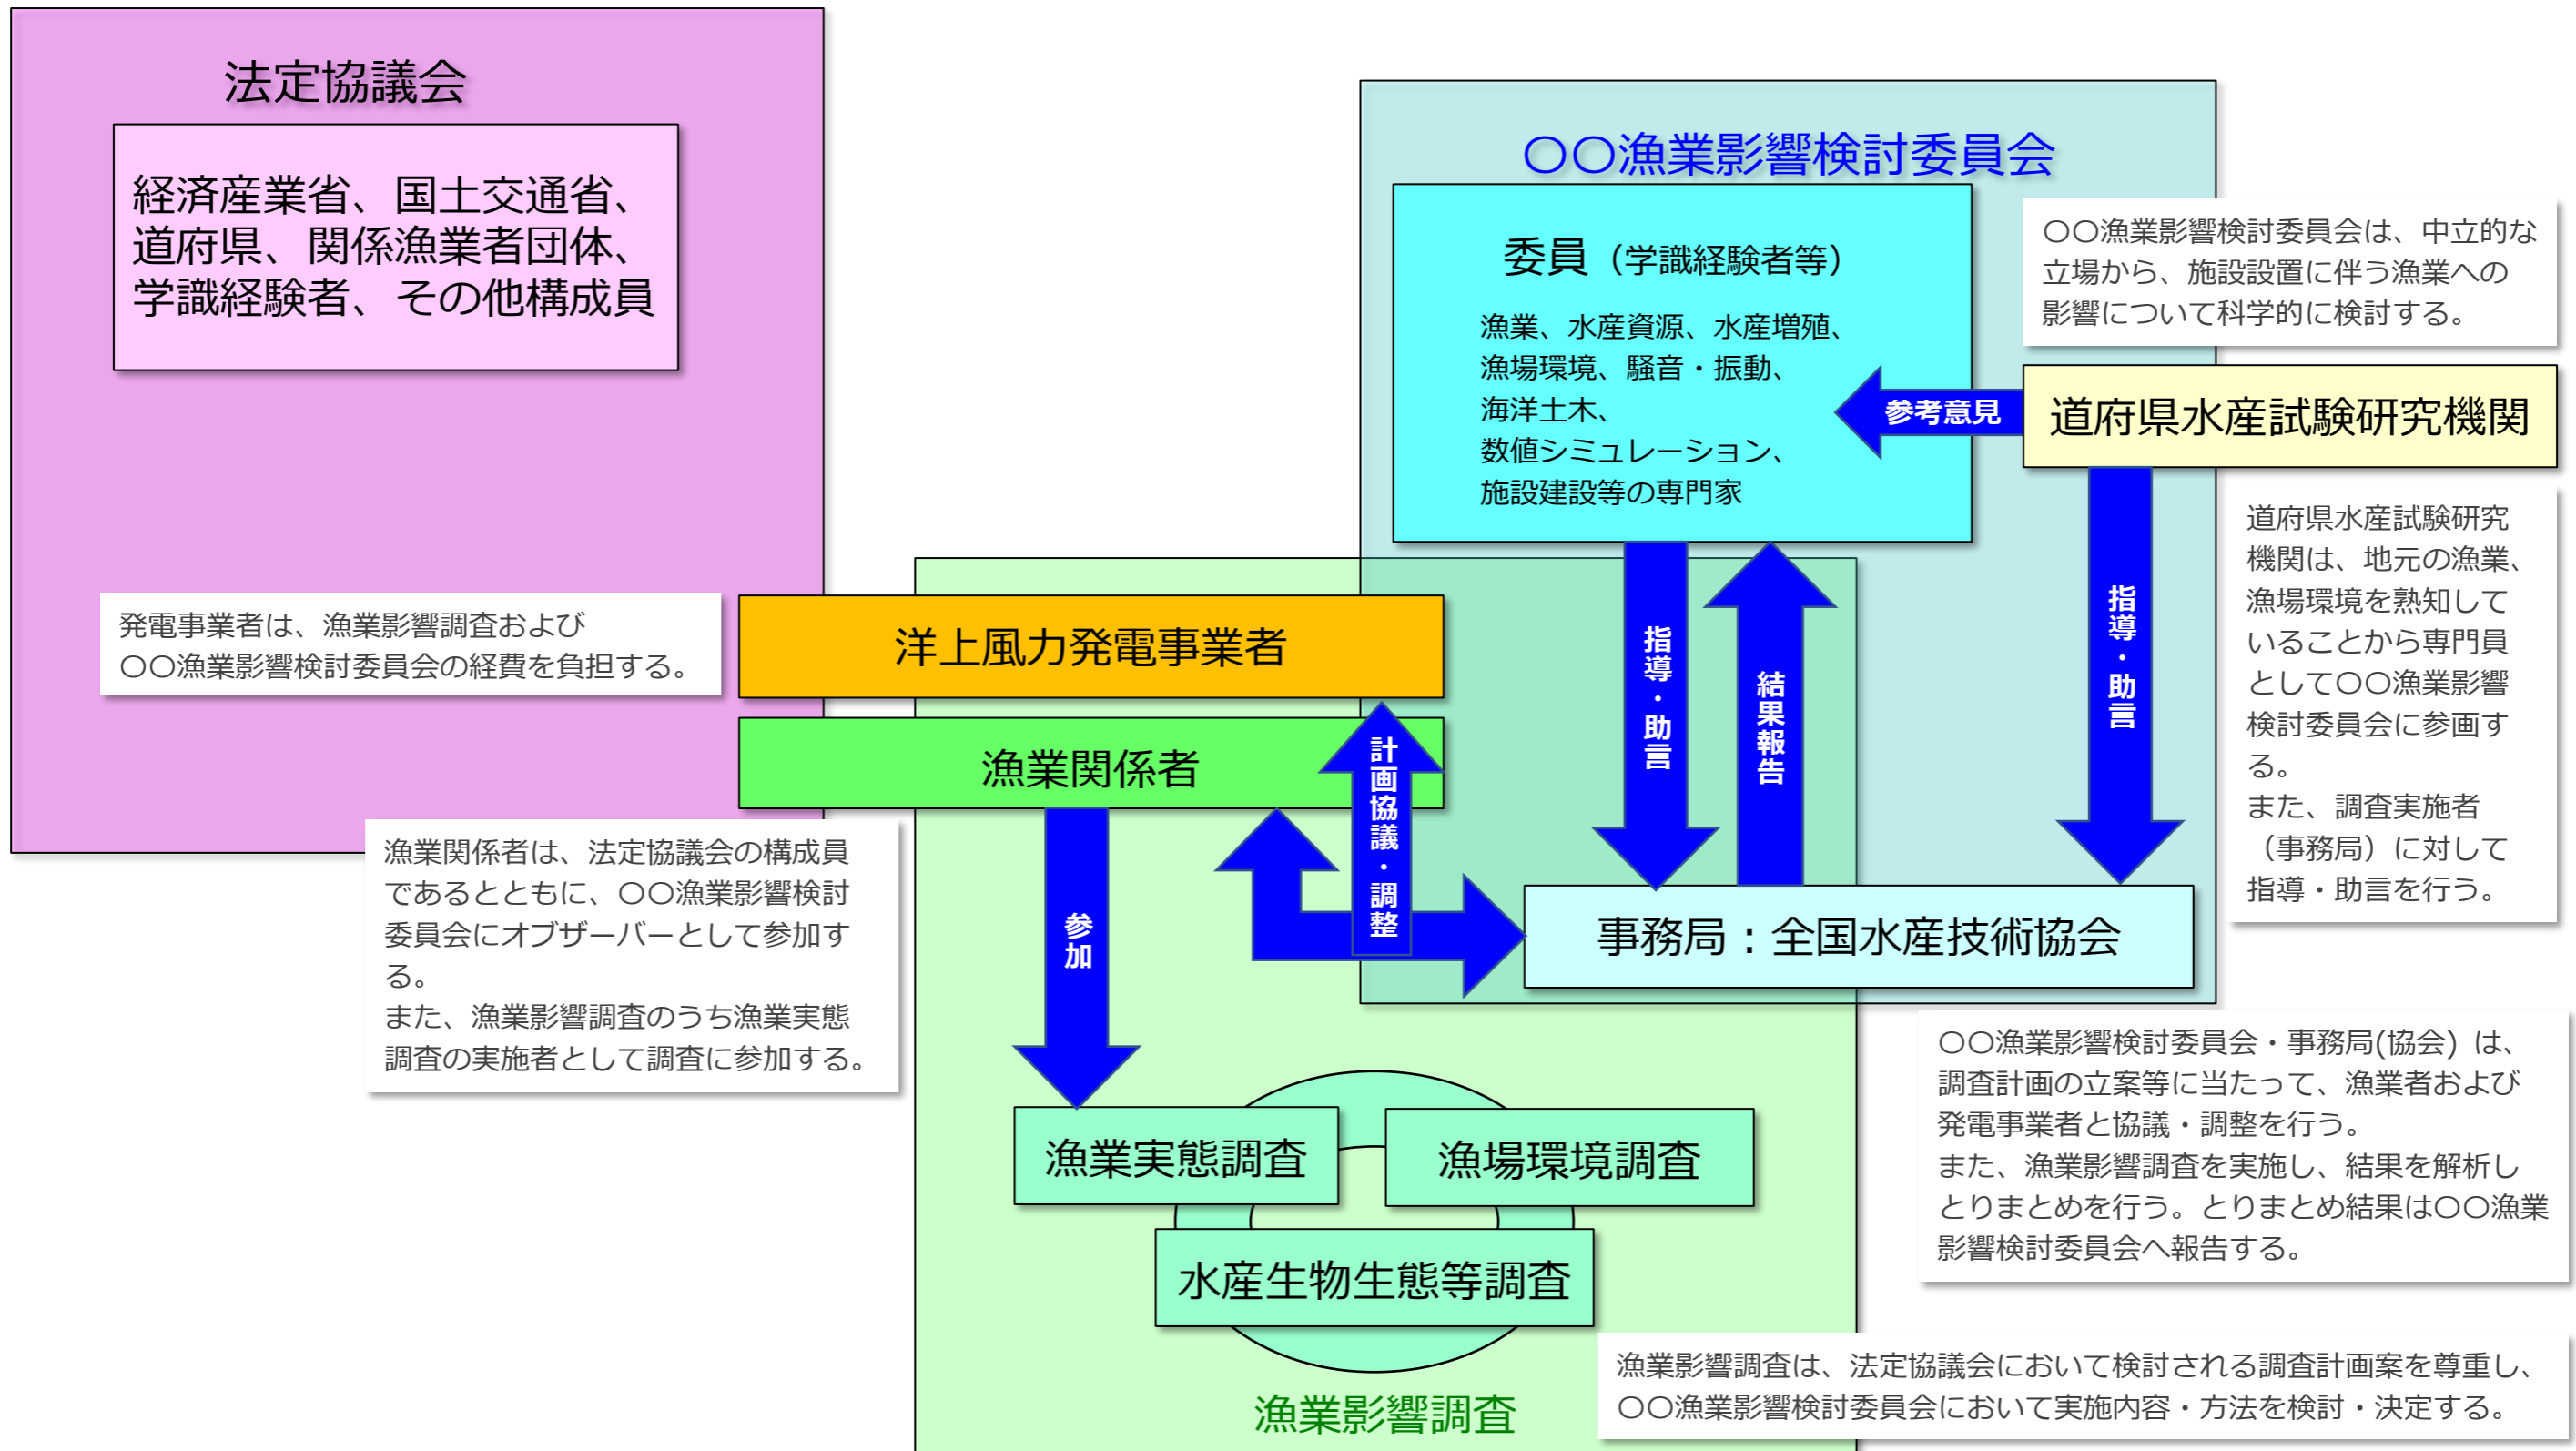 法定協議会
経済産業省、国土交通省、
道府県、関係漁業者団体、
学識経験者、その他構成員
〇〇漁業影響検討委員会
委員（学識経験者等）
漁業、水産資源、水産増殖、
漁場環境、騒音・振動、
海洋土木、
数値シミュレーション、
施設建設等の専門家
〇〇漁業影響検討委員会は、中立的な
立場から、施設設置に伴う漁業への
影響について科学的に検討する。
参考意見
道府県水産試験研究機関
道府県水産試験研究
機関は、地元の漁業、
漁場環境を熟知して
いることから専門員
として〇〇漁業影響
検討委員会に参画す
る。
また、調査実施者
（事務局）に対して
指導・助言を行う。
指導・助言
指導・助言
結果報告
発電事業者は、漁業影響調査および
〇〇漁業影響検討委員会の経費を負担する。
洋上風力発電事業者
漁業関係者
計画協議・調整
漁業関係者は、法定協議会の構成員
であるとともに、〇〇漁業影響検討
委員会にオブザーバーとして参加す
る。
また、漁業影響調査のうち漁業実態
調査の実施者として調査に参加する。
参加
事務局：全国水産技術協会
〇〇漁業影響検討委員会・事務局(協会) は、
調査計画の立案等に当たって、漁業者および
発電事業者と協議・調整を行う。
また、漁業影響調査を実施し、結果を解析し
とりまとめを行う。とりまとめ結果は〇〇漁業
影響検討委員会へ報告する。
漁業実態調査
漁場環境調査
水産生物生態等調査
漁業影響調査
漁業影響調査は、法定協議会において検討される調査計画案を尊重し、
〇〇漁業影響検討委員会において実施内容・方法を検討・決定する。